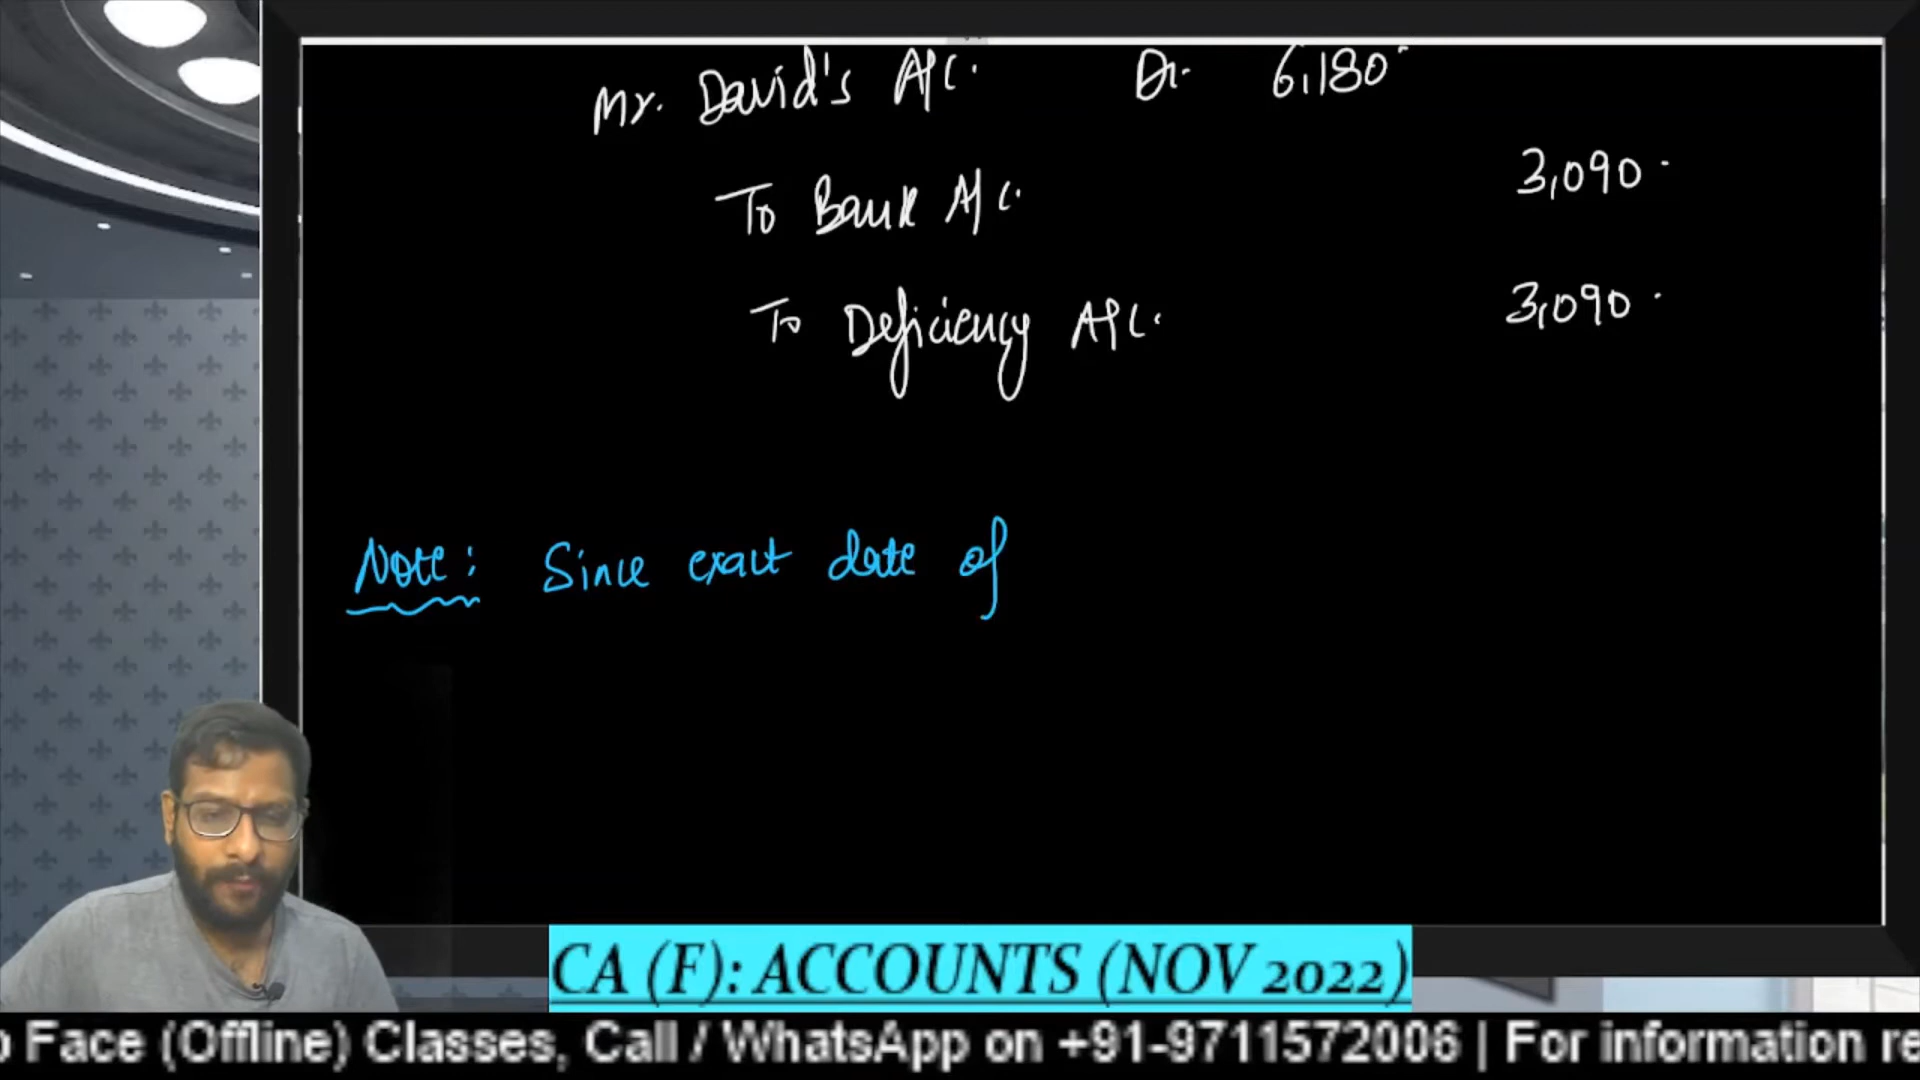 Mr. David's A/c. Dr. 6,180
To Bank A/c. 3,090
To Deficiency A/c. 3,090
Note: Since exact date of
CA (F): ACCOUNTS (NOV 2022)
o Face (Offline) Classes, Call / WhatsApp on +91-9711572006 | For information re